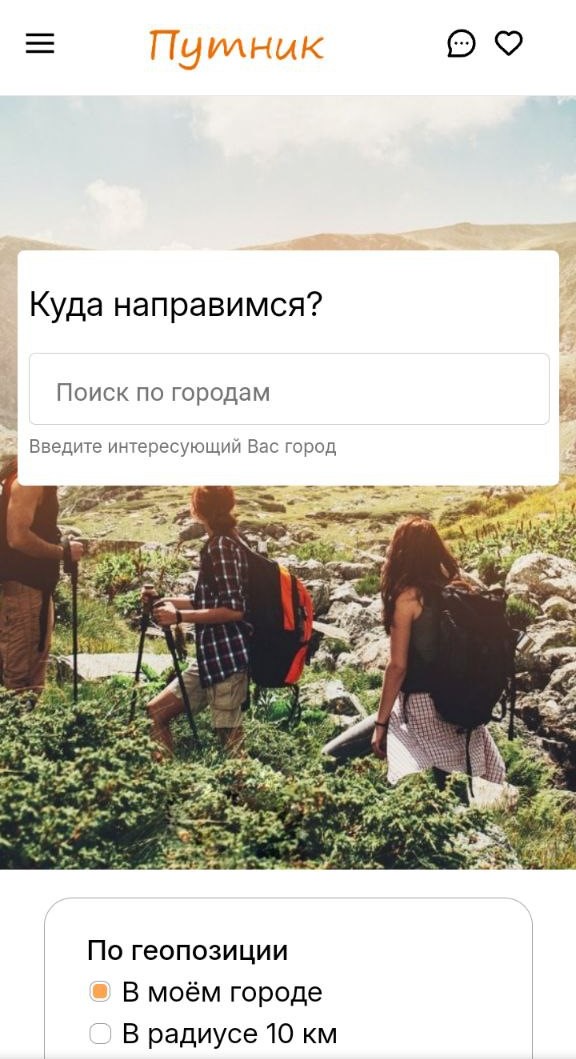 Путник
Куда направимся?
Поиск по городам
Введите интересующий Вас город
По геопозиции
В моём городе
В радиусе 10 км